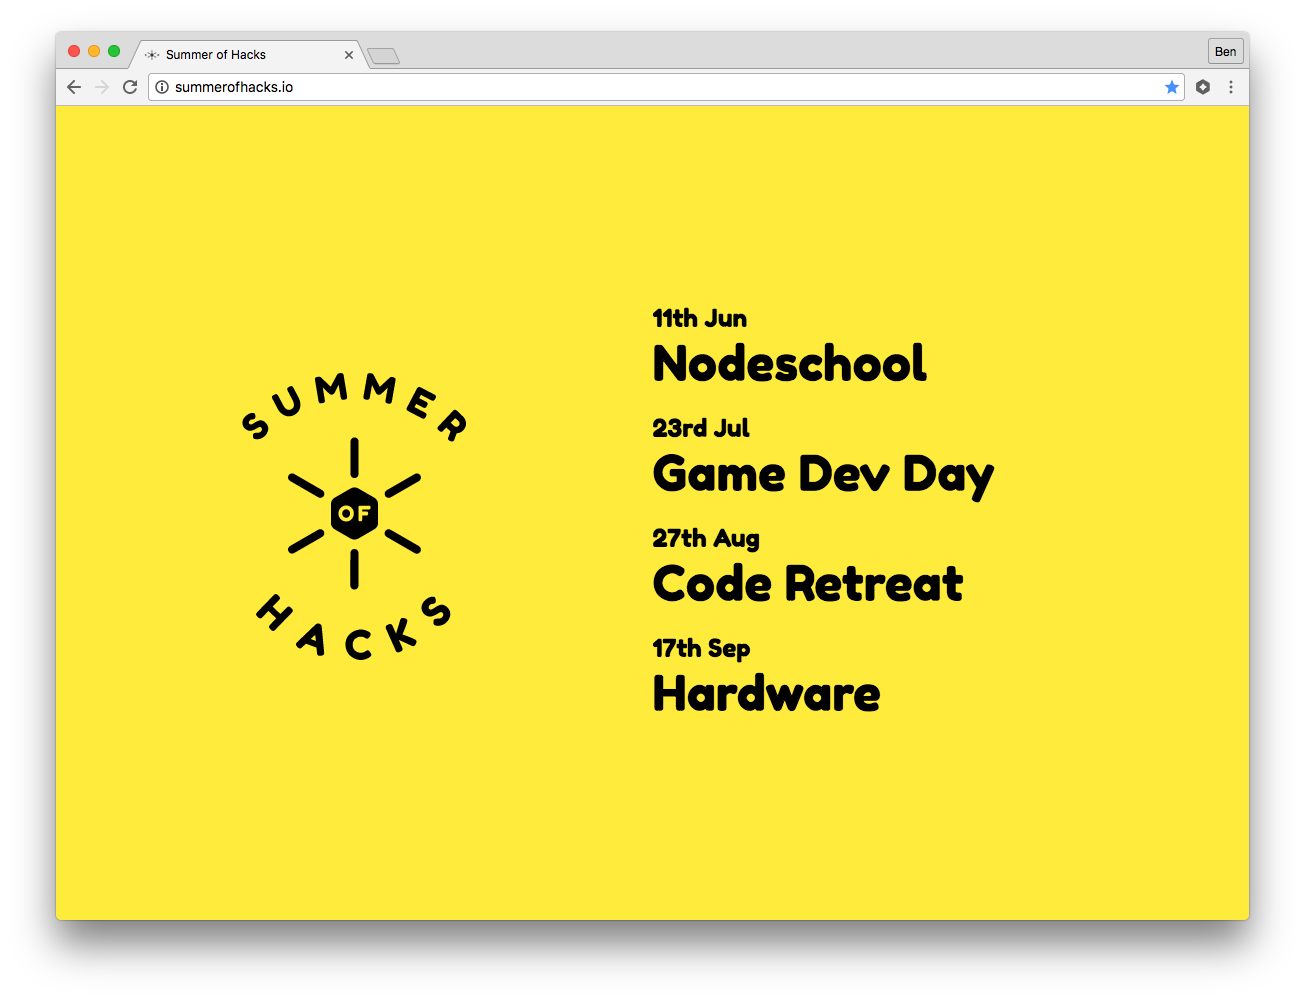 Summer of Hacks
Ben
summerofhacks.io
SUMMER
OF
HACKS
11th Jun
Nodeschool
23rd Jul
Game Dev Day
27th Aug
Code Retreat
17th Sep
Hardware